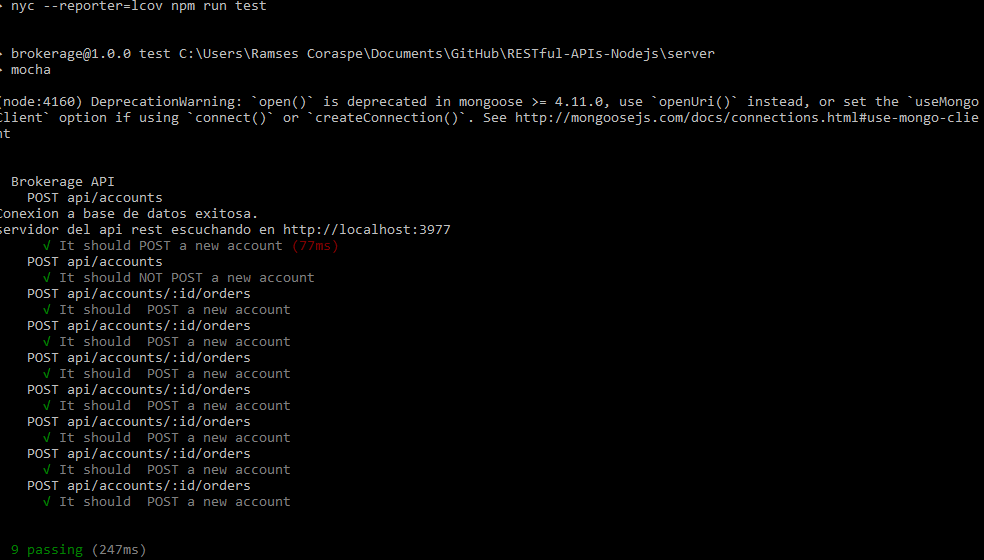 > nyc --reporter=lcov npm run test
> brokerage@1.0.0 test C:\Users\Ramses Coraspe\Documents\GitHub\RESTful-APIs-Nodejs\server
> mocha
(node:4160) DeprecationWarning: `open()` is deprecated in mongoose >= 4.11.0, use `openUri()` instead, or set the `useMongo
Client` option if using `connect()` or `createConnection()`. See http://mongoosejs.com/docs/connections.html#use-mongo-clie
nt
Brokerage API
POST api/accounts
Conexion a base de datos exitosa.
servidor del api rest escuchando en http://localhost:3977
√ It should POST a new account (77ms)
POST api/accounts
√ It should NOT POST a new account
POST api/accounts/:id/orders
√ It should  POST a new account
POST api/accounts/:id/orders
√ It should  POST a new account
POST api/accounts/:id/orders
√ It should  POST a new account
POST api/accounts/:id/orders
√ It should  POST a new account
POST api/accounts/:id/orders
√ It should  POST a new account
POST api/accounts/:id/orders
√ It should  POST a new account
POST api/accounts/:id/orders
√ It should  POST a new account
9 passing (247ms)